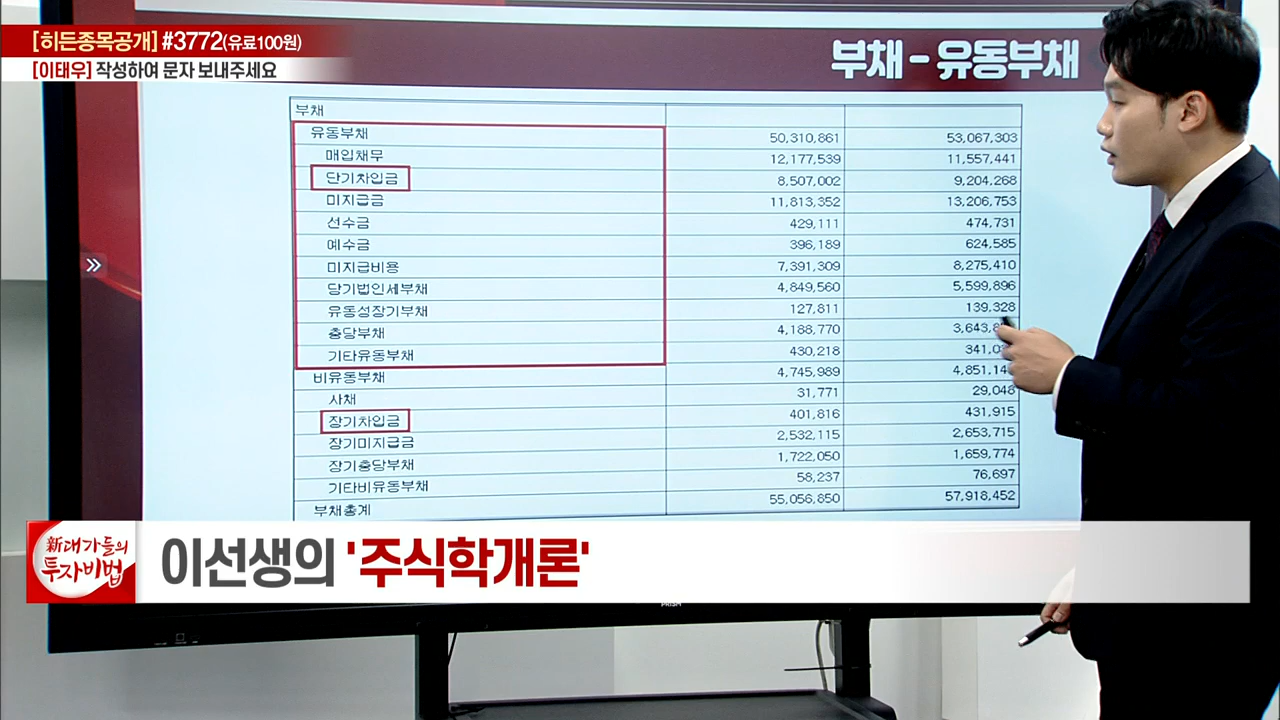 [히든종목공개] #3772(유료100원)
[이태우] 작성하여 문자 보내주세요
부채 - 유동부채
부채
유동부채 50,310,861 53,067,303
매입채무 12,177,539 11,557,441
단기차입금 8,507,002 9,204,268
미지급금 11,813,352 13,206,753
선수금 429,111 474,731
예수금 396,189 624,585
미지급비용 7,391,309 8,275,410
당기법인세부채 4,849,560 5,599,896
유동성장기부채 127,811 139,328
충당부채 4,188,770
기타유동부채 430,218
비유동부채 4,745,989
사채 31,771 29,048
장기차입금 401,816 431,915
장기미지급금 2,532,115 2,653,715
장기충당부채 1,722,050 1,659,774
기타비유동부채 58,237 76,697
부채총계 55,056,850 57,918,452
新대가들의
투자비법
이선생의 '주식학개론'
PRISM